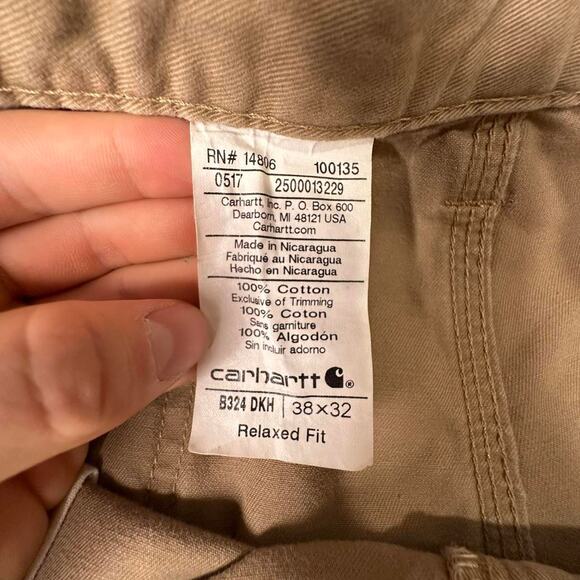 RN# 14806 100135
0517 2500013229
Carhartt, Inc. P. O. Box 600
Dearborn, MI 48121 USA
Carhartt.com
Made in Nicaragua
Fabriqué au Nicaragua
Hecho en Nicaragua
100% Cotton
Exclusive of Trimming
100% Coton
Sans garniture
100% Algodón
Sin incluir adorno
carhartt ®
B324 DKH 38×32
Relaxed Fit